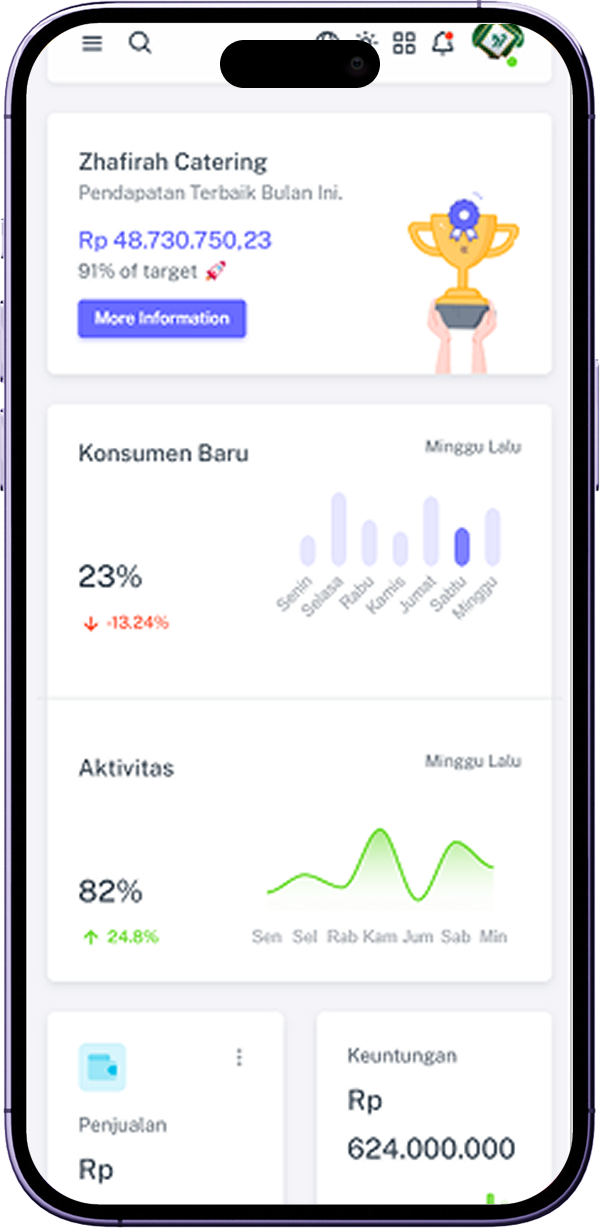 Zhafirah Catering
Pendapatan Terbaik Bulan Ini.
Rp 48.730.750,23
91% of target
More Information
Konsumen Baru
Minggu Lalu
23%
-13.24%
Senin Selasa Rabu Kamis Jumat Sabtu Minggu
Aktivitas
Minggu Lalu
82%
24.8%
Sen Sel Rab Kam Jum Sab Min
Penjualan
Rp
Keuntungan
Rp
624.000.000